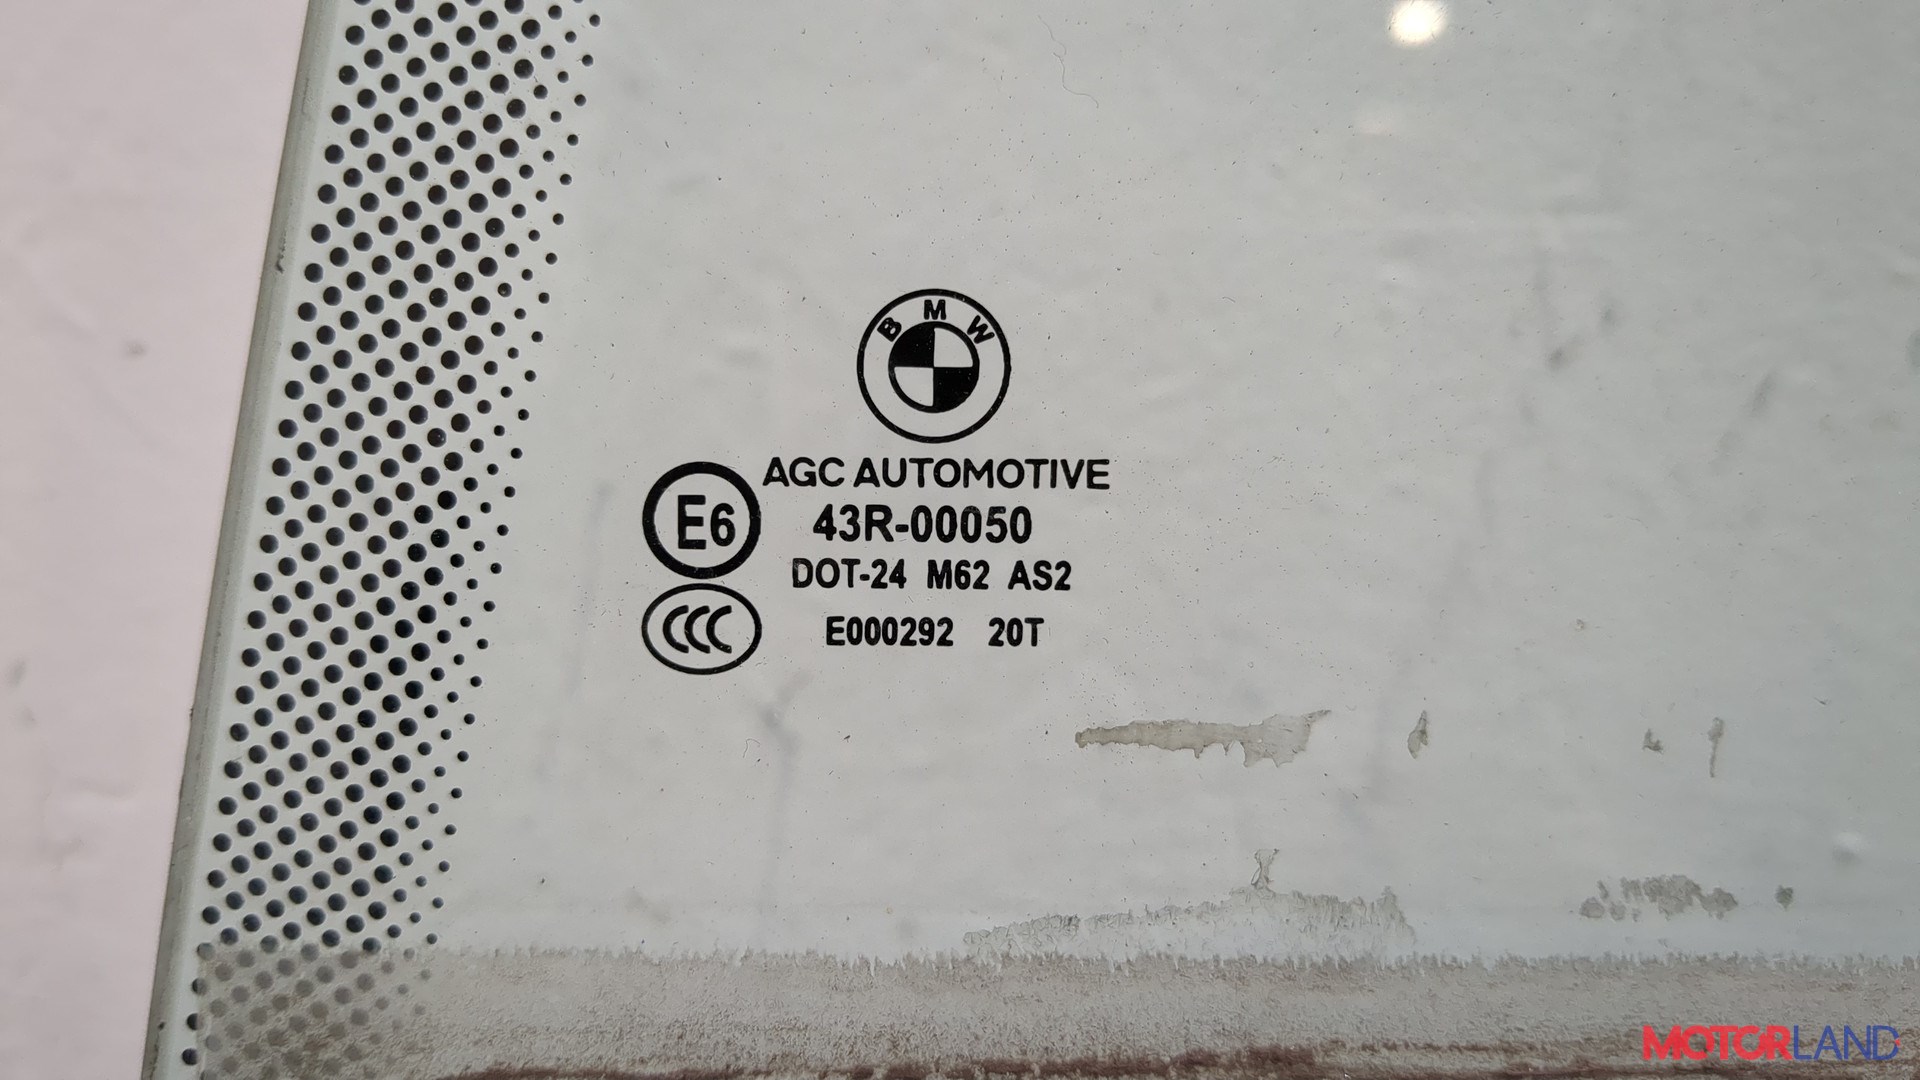 BMW
AGC AUTOMOTIVE
E6 43R-00050
DOT-24 M62 AS2
CCC E000292 20T
MOTORLAND